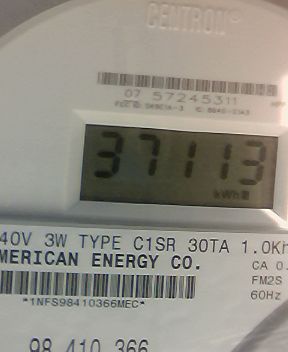 CENTRON®
07 57245311
37113
kWh
40V 3W TYPE C1SR 30TA 1.0Kh
MERICAN ENERGY CO.
CA 0.
FM2S
60Hz
*1NFS98410366MEC*
98 410 366